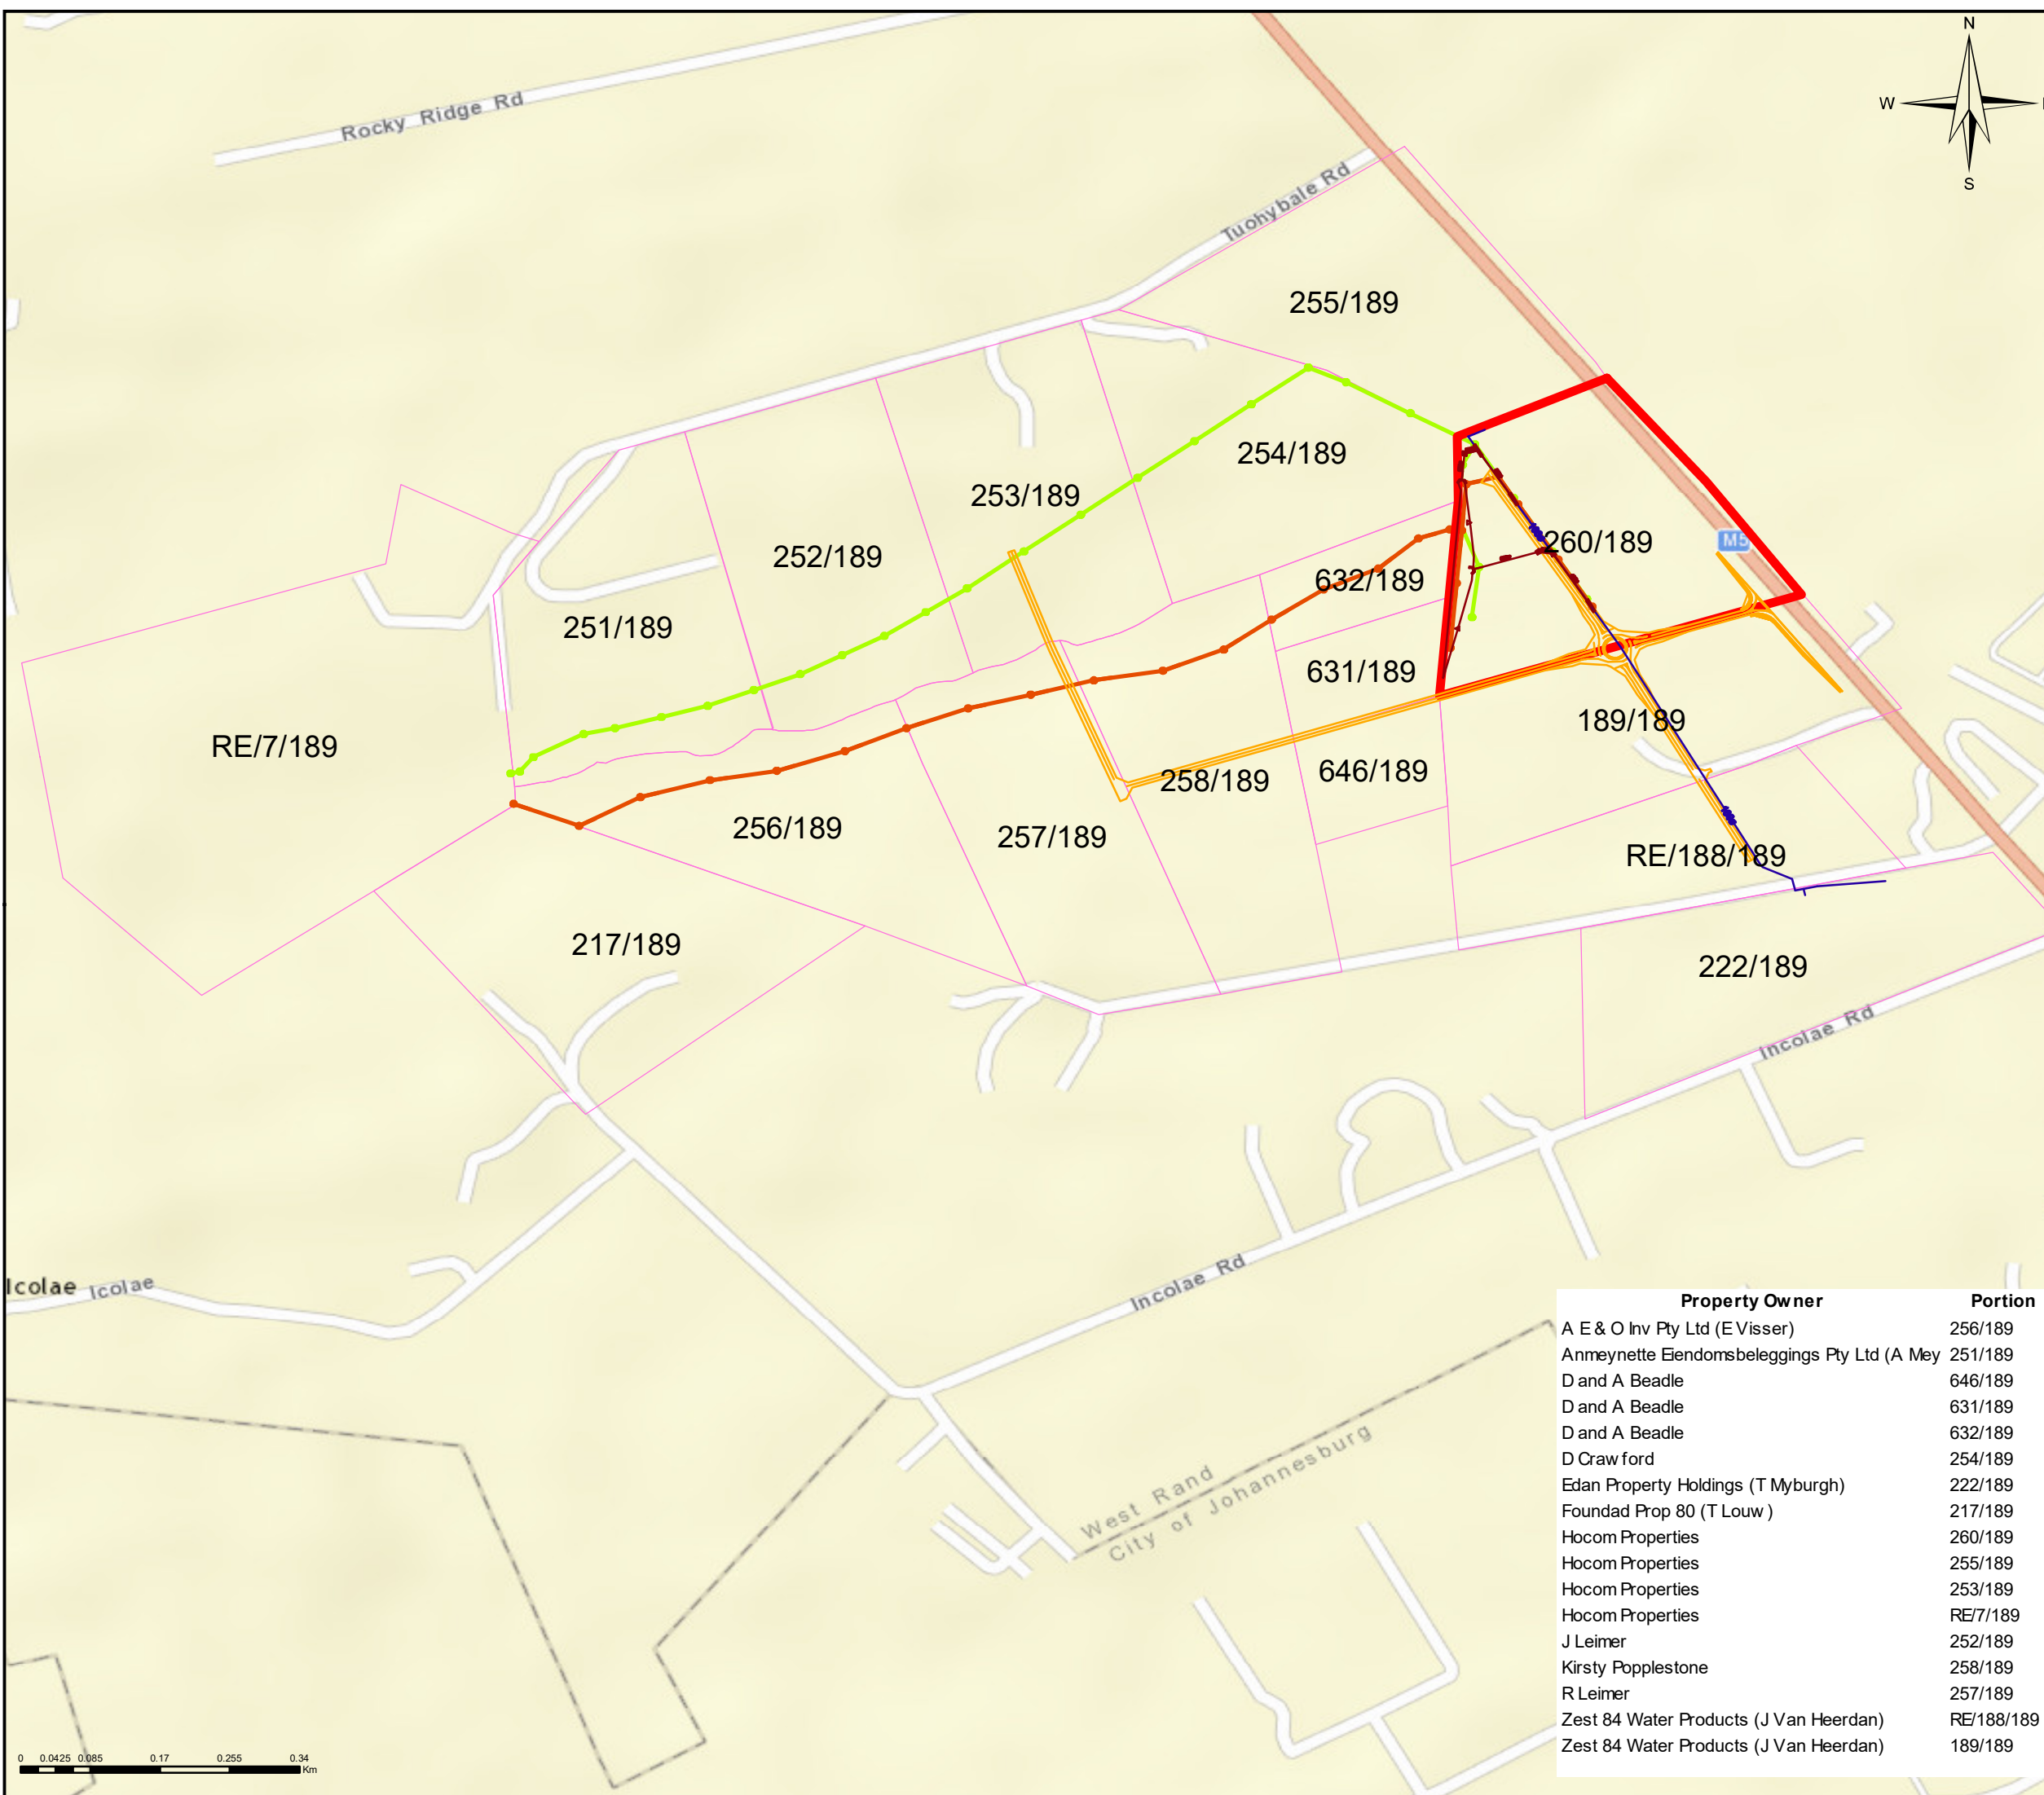 N
W
S
Rocky Ridge Rd
Tuohybale Rd
255/189
254/189
253/189
260/189
M5
252/189
632/189
251/189
631/189
189/189
RE/7/189
258/189
646/189
256/189
257/189
RE/188/189
217/189
222/189
Incolae Rd
Incolae Rd
Icolae
Icolae
West Rand
City of Johannesburg
Property Owner Portion
A E & O Inv Pty Ltd (E Visser) 256/189
Anmeynette Eiendomsbeleggings Pty Ltd (A Mey 251/189
D and A Beadle 646/189
D and A Beadle 631/189
D and A Beadle 632/189
D Crawford 254/189
Edan Property Holdings (T Myburgh) 222/189
Foundad Prop 80 (T Louw) 217/189
Hocom Properties 260/189
Hocom Properties 255/189
Hocom Properties 253/189
Hocom Properties RE/7/189
J Leimer 252/189
Kirsty Popplestone 258/189
R Leimer 257/189
Zest 84 Water Products (J Van Heerdan) RE/188/189
Zest 84 Water Products (J Van Heerdan) 189/189
0 0.0425 0.085 0.17 0.255 0.34
Km